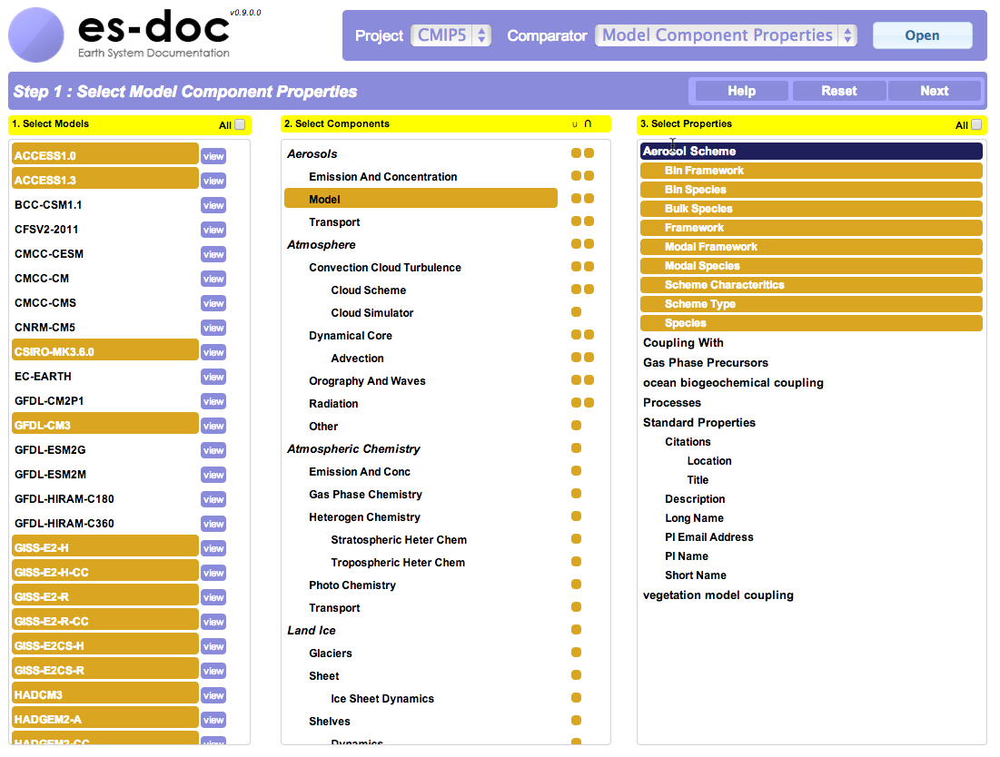 es-doc
v0.9.0.0
Earth System Documentation
Project CMIP5 Comparator Model Component Properties Open
Step 1 : Select Model Component Properties
Help Reset Next
1. Select Models All
ACCESS1.0 view
ACCESS1.3 view
BCC-CSM1.1 view
CFSV2-2011 view
CMCC-CESM view
CMCC-CM view
CMCC-CMS view
CNRM-CM5 view
CSIRO-MK3.6.0 view
EC-EARTH view
GFDL-CM2P1 view
GFDL-CM3 view
GFDL-ESM2G view
GFDL-ESM2M view
GFDL-HIRAM-C180 view
GFDL-HIRAM-C360 view
GISS-E2-H view
GISS-E2-H-CC view
GISS-E2-R view
GISS-E2-R-CC view
GISS-E2CS-H view
GISS-E2CS-R view
HADCM3 view
HADGEM2-A view
HADGEM2-CC view
2. Select Components ∪ ∩
Aerosols
Emission And Concentration
Model
Transport
Atmosphere
Convection Cloud Turbulence
Cloud Scheme
Cloud Simulator
Dynamical Core
Advection
Orography And Waves
Radiation
Other
Atmospheric Chemistry
Emission And Conc
Gas Phase Chemistry
Heterogen Chemistry
Stratospheric Heter Chem
Tropospheric Heter Chem
Photo Chemistry
Transport
Land Ice
Glaciers
Sheet
Ice Sheet Dynamics
Shelves
Dynamics
3. Select Properties All
Aerosol Scheme
Bin Framework
Bin Species
Bulk Species
Framework
Modal Framework
Modal Species
Scheme Characteritics
Scheme Type
Species
Coupling With
Gas Phase Precursors
ocean biogeochemical coupling
Processes
Standard Properties
Citations
Location
Title
Description
Long Name
PI Email Address
PI Name
Short Name
vegetation model coupling